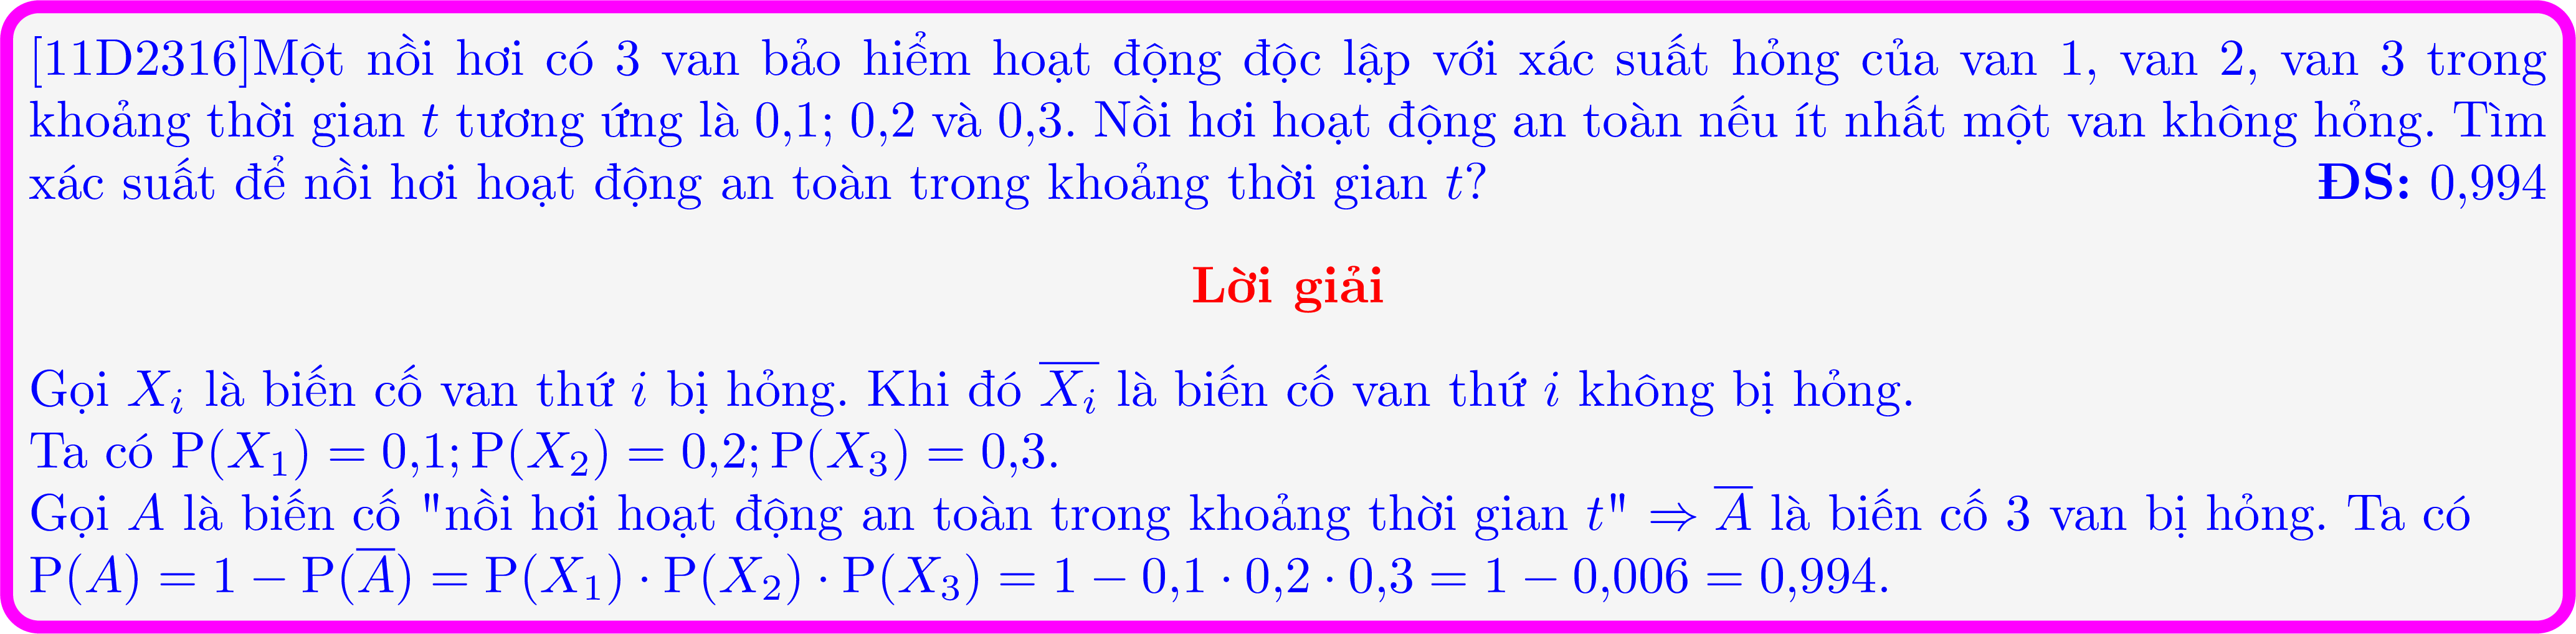 [11D2316]Một nồi hơi có 3 van bảo hiểm hoạt động độc lập với xác suất hỏng của van 1, van 2, van 3 trong
khoảng thời gian t tương ứng là 0,1; 0,2 và 0,3. Nồi hơi hoạt động an toàn nếu ít nhất một van không hỏng. Tìm
xác suất để nồi hơi hoạt động an toàn trong khoảng thời gian t? ĐS: 0,994
Lời giải
Gọi $X_i$ là biến cố van thứ i bị hỏng. Khi đó $\overline{X_i}$ là biến cố van thứ i không bị hỏng.
Ta có $\mathrm{P}(X_1) = 0,1; \mathrm{P}(X_2) = 0,2; \mathrm{P}(X_3) = 0,3.$
Gọi A là biến cố "nồi hơi hoạt động an toàn trong khoảng thời gian t" ⇒ $\overline{A}$ là biến cố 3 van bị hỏng. Ta có
$\mathrm{P}(A) = 1 - \mathrm{P}(\overline{A}) = \mathrm{P}(X_1) \cdot \mathrm{P}(X_2) \cdot \mathrm{P}(X_3) = 1 - 0,1 \cdot 0,2 \cdot 0,3 = 1 - 0,006 = 0,994.$